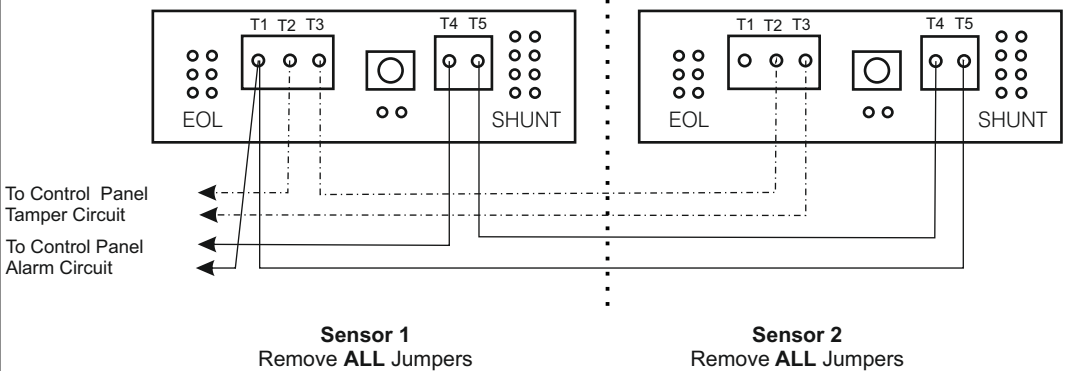 T1 T2 T3 T4 T5
T1 T2 T3 T4 T5
EOL SHUNT
EOL SHUNT
To Control Panel
Tamper Circuit
To Control Panel
Alarm Circuit
Sensor 1
Remove ALL Jumpers
Sensor 2
Remove ALL Jumpers